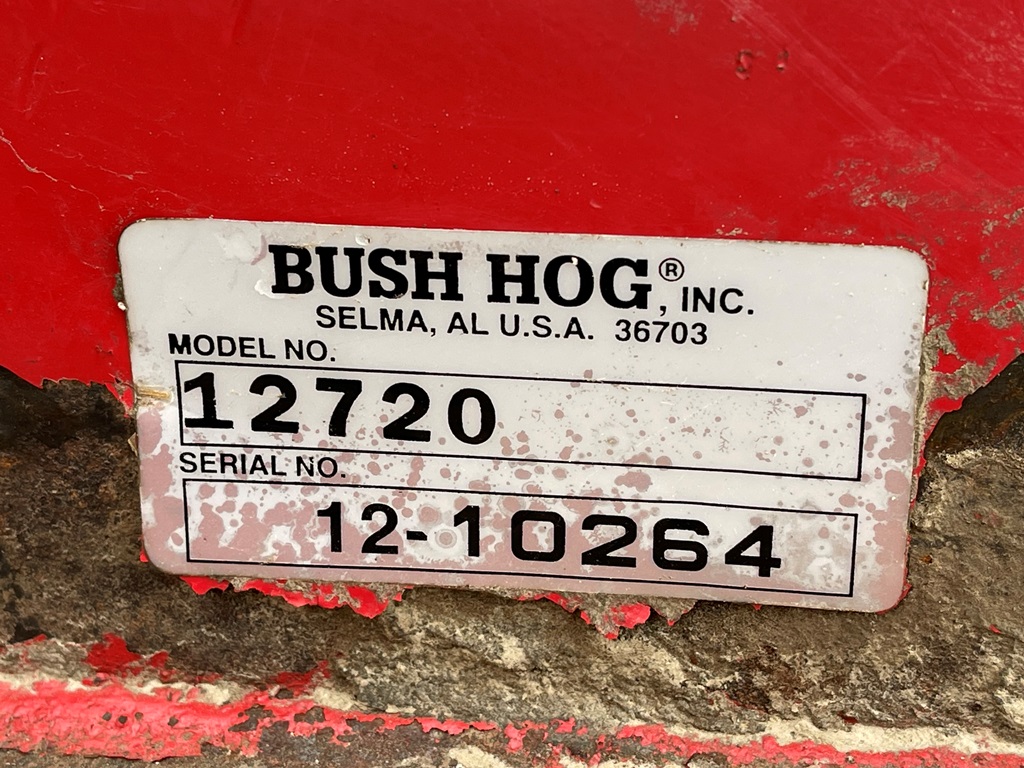 BUSH HOG®, INC.
SELMA, AL U.S.A. 36703
MODEL NO.
12720
SERIAL NO.
12-10264